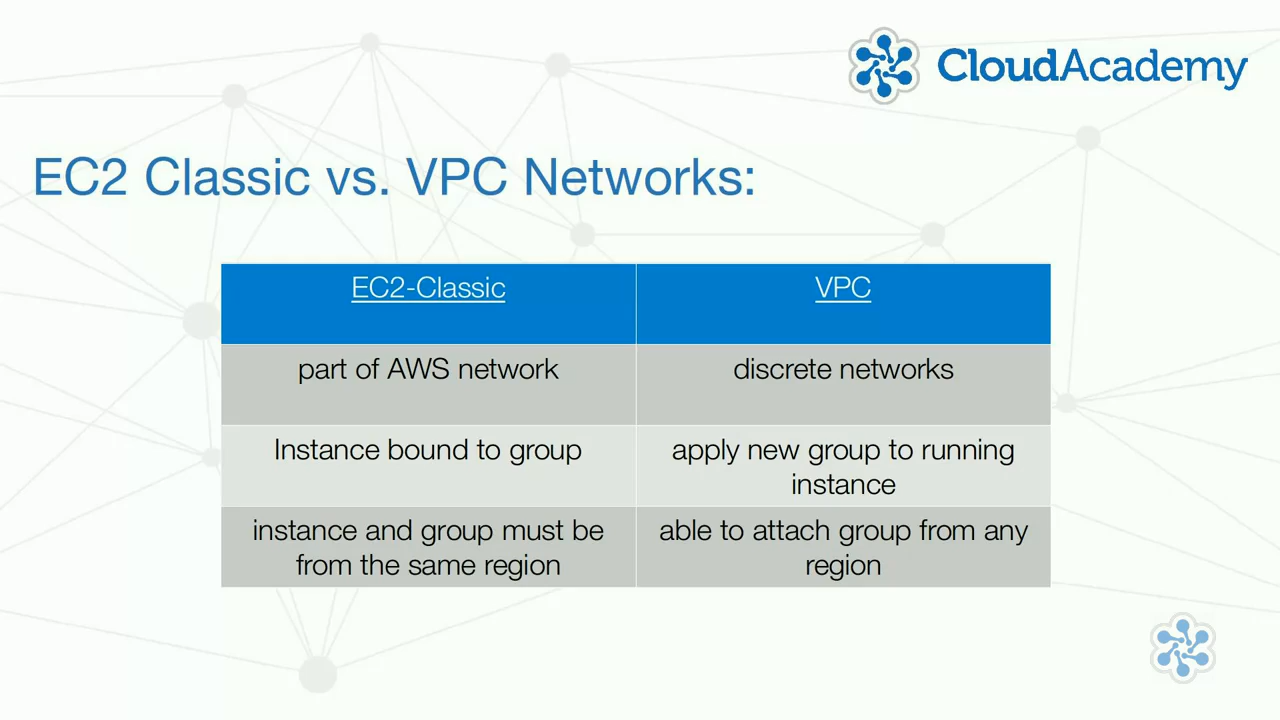 CloudAcademy
EC2 Classic vs. VPC Networks:
EC2-Classic
VPC
part of AWS network
discrete networks
Instance bound to group
apply new group to running
instance
instance and group must be
from the same region
able to attach group from any
region